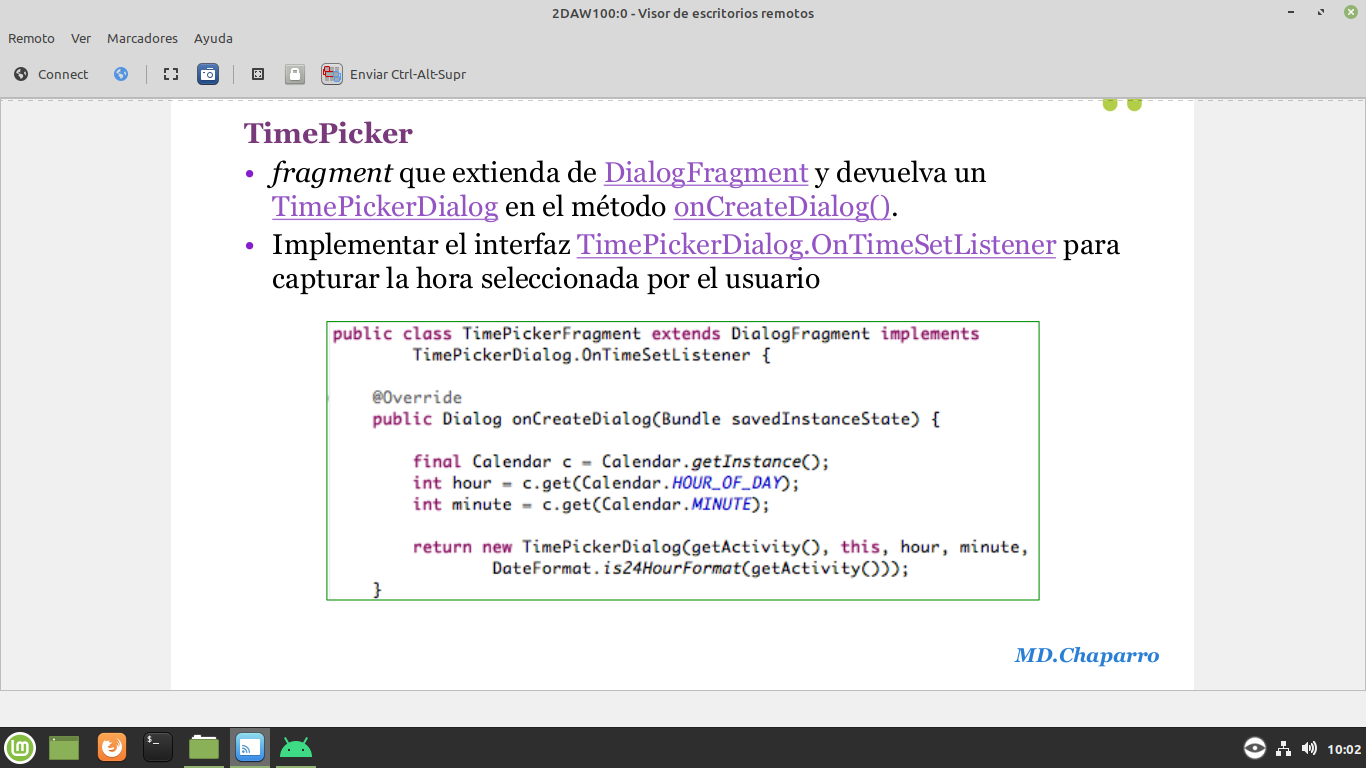 2DAW100:0 - Visor de escritorios remotos
Remoto Ver Marcadores Ayuda
Connect Enviar Ctrl-Alt-Supr
TimePicker
• fragment que extienda de DialogFragment y devuelva un
TimePickerDialog en el método onCreateDialog().
• Implementar el interfaz TimePickerDialog.OnTimeSetListener para
capturar la hora seleccionada por el usuario
public class TimePickerFragment extends DialogFragment implements
TimePickerDialog.OnTimeSetListener {
@Override
public Dialog onCreateDialog(Bundle savedInstanceState) {
final Calendar c = Calendar.getInstance();
int hour = c.get(Calendar.HOUR_OF_DAY);
int minute = c.get(Calendar.MINUTE);
return new TimePickerDialog(getActivity(), this, hour, minute,
DateFormat.is24HourFormat(getActivity()));
}
MD.Chaparro
10:02